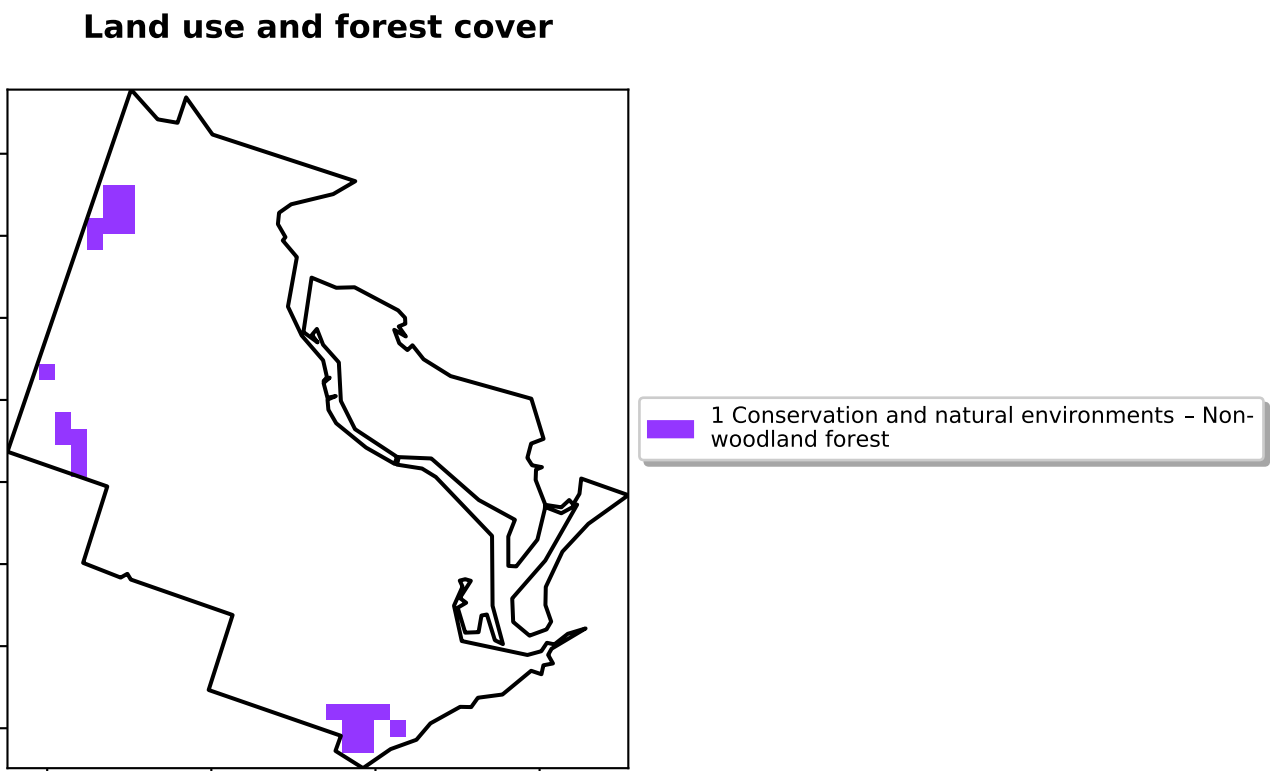 Land use and forest cover
1 Conservation and natural environments – Non-
woodland forest